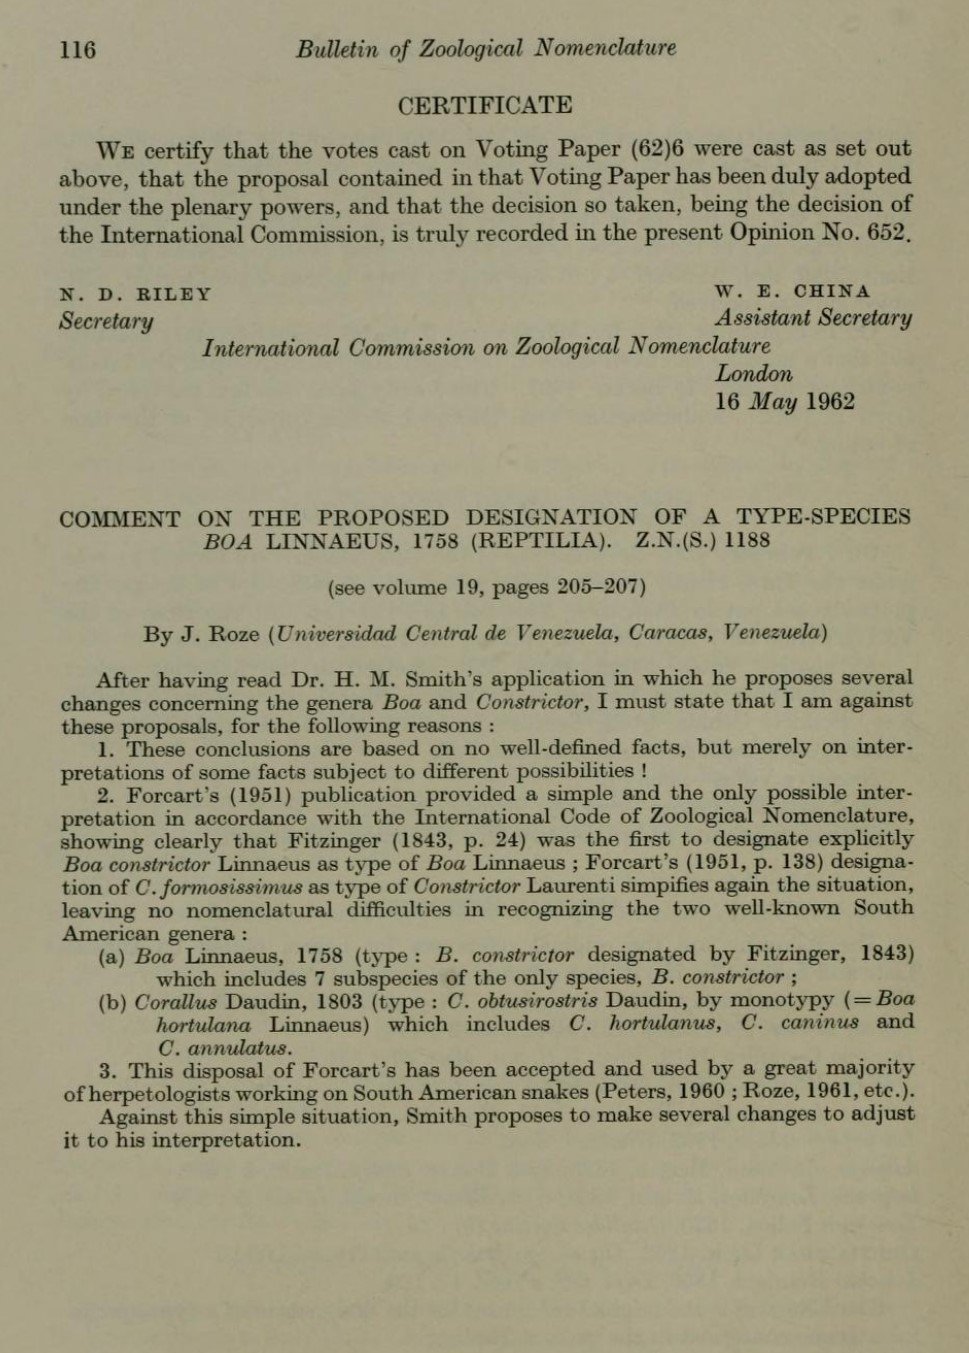 116 Bulletin of Zoological Nomenclature
CERTIFICATE
WE certify that the votes cast on Voting Paper (62)6 were cast as set out
above, that the proposal contained in that Voting Paper has been duly adopted
under the plenary powers, and that the decision so taken, being the decision of
the International Commission, is truly recorded in the present Opinion No. 652.
N. D. RILEY W. E. CHINA
Secretary Assistant Secretary
International Commission on Zoological Nomenclature
London
16 May 1962
COMMENT ON THE PROPOSED DESIGNATION OF A TYPE-SPECIES
BOA LINNAEUS, 1758 (REPTILIA). Z.N.(S.) 1188
(see volume 19, pages 205–207)
By J. Roze (Universidad Central de Venezuela, Caracas, Venezuela)
After having read Dr. H. M. Smith's application in which he proposes several
changes concerning the genera Boa and Constrictor, I must state that I am against
these proposals, for the following reasons :
1. These conclusions are based on no well-defined facts, but merely on inter-
pretations of some facts subject to different possibilities !
2. Forcart's (1951) publication provided a simple and the only possible inter-
pretation in accordance with the International Code of Zoological Nomenclature,
showing clearly that Fitzinger (1843, p. 24) was the first to designate explicitly
Boa constrictor Linnaeus as type of Boa Linnaeus ; Forcart's (1951, p. 138) designa-
tion of C. formosissimus as type of Constrictor Laurenti simpifies again the situation,
leaving no nomenclatural difficulties in recognizing the two well-known South
American genera :
(a) Boa Linnaeus, 1758 (type : B. constrictor designated by Fitzinger, 1843)
which includes 7 subspecies of the only species, B. constrictor ;
(b) Corallus Daudin, 1803 (type : C. obtusirostris Daudin, by monotypy (= Boa
hortulana Linnaeus) which includes C. hortulanus, C. caninus and
C. annulatus.
3. This disposal of Forcart's has been accepted and used by a great majority
of herpetologists working on South American snakes (Peters, 1960 ; Roze, 1961, etc.).
Against this simple situation, Smith proposes to make several changes to adjust
it to his interpretation.